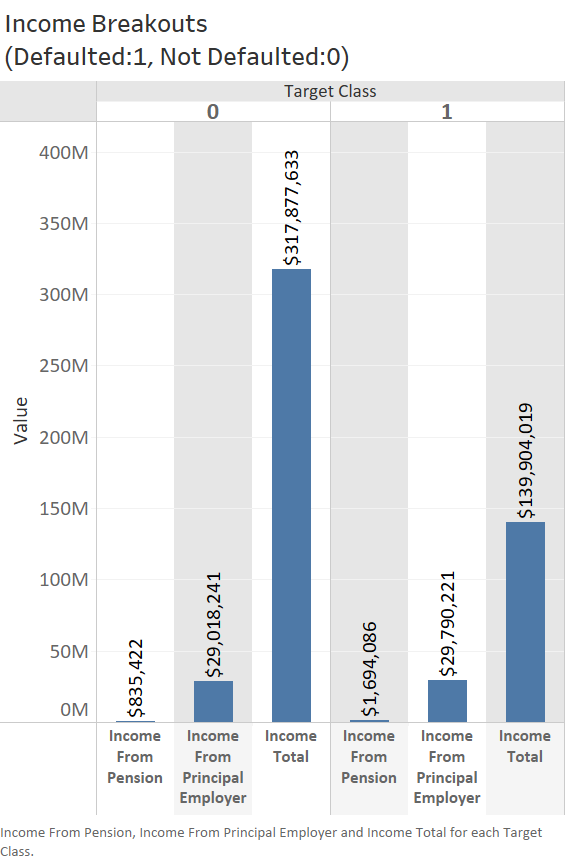 Income Breakouts
(Defaulted:1, Not Defaulted:0)
Target Class
0
1
400M
350M
300M
250M
200M
150M
100M
50M
0M
Value
$835,422
$29,018,241
$317,877,633
$1,694,086
$29,790,221
$139,904,019
Income
From
Pension
Income
From
Principal
Employer
Income
Total
Income
From
Pension
Income
From
Principal
Employer
Income
Total
Income From Pension, Income From Principal Employer and Income Total for each Target
Class.